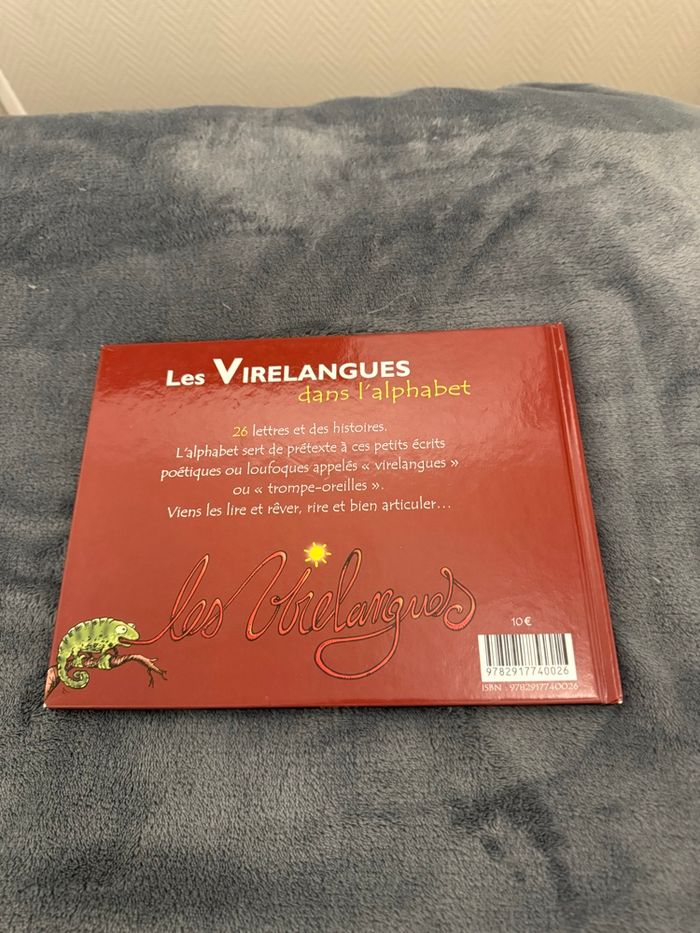 Les VIRELANGUES
dans l'alphabet
26 lettres et des histoires.
L'alphabet sert de prétexte à ces petits écrits
poétiques ou loufoques appelés « virelangues »
ou « trompe-oreilles ».
Viens les lire et rêver, rire et bien articuler...
les Virelangues
10 €
9782917740026
ISBN : 9782917740026